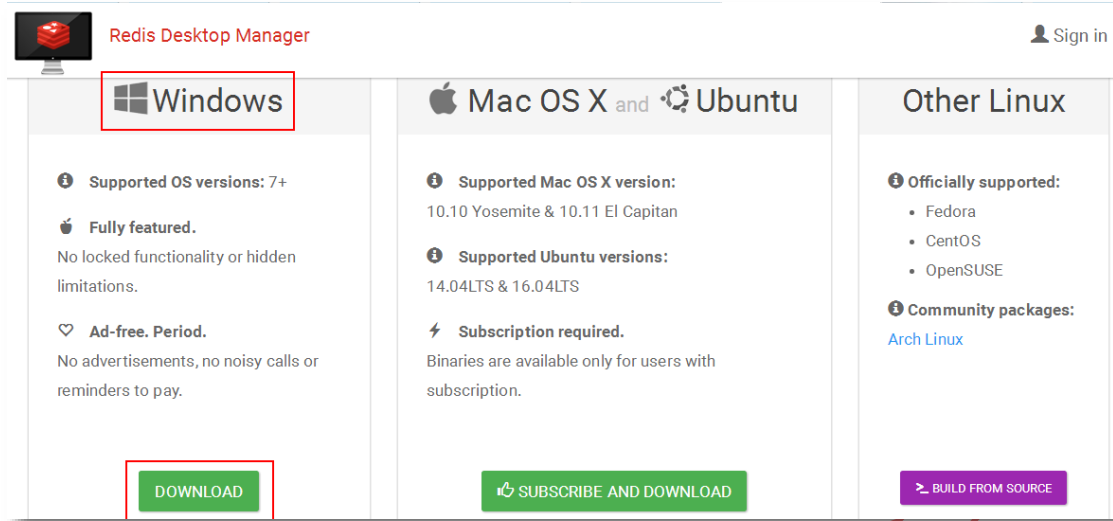 Redis Desktop Manager
Sign in
Windows
Supported OS versions: 7+
Fully featured.
No locked functionality or hidden
limitations.
Ad-free. Period.
No advertisements, no noisy calls or
reminders to pay.
DOWNLOAD
Mac OS X and Ubuntu
Supported Mac OS X version:
10.10 Yosemite & 10.11 El Capitan
Supported Ubuntu versions:
14.04LTS & 16.04LTS
Subscription required.
Binaries are available only for users with
subscription.
SUBSCRIBE AND DOWNLOAD
Other Linux
Officially supported:
• Fedora
• CentOS
• OpenSUSE
Community packages:
Arch Linux
BUILD FROM SOURCE